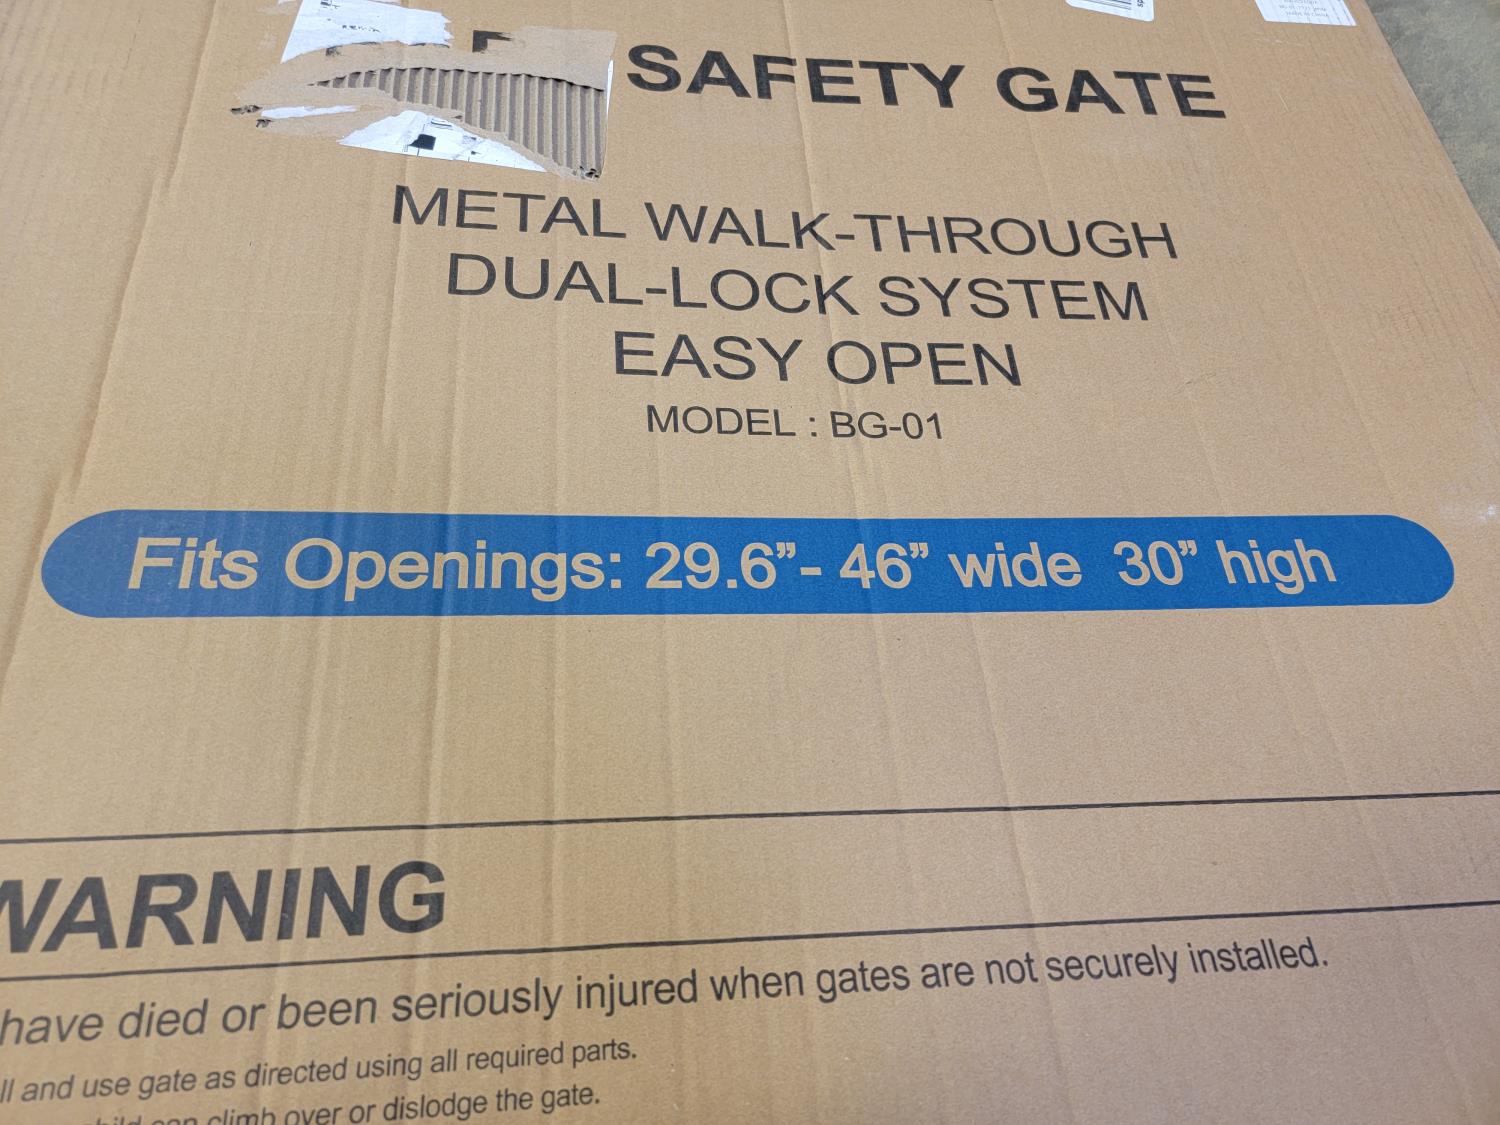 SAFETY GATE
METAL WALK-THROUGH
DUAL-LOCK SYSTEM
EASY OPEN
MODEL : BG-01
Fits Openings: 29.6”- 46” wide 30” high
WARNING
have died or been seriously injured when gates are not securely installed.
and use gate as directed using all required parts.
child can climb over or dislodge the gate.